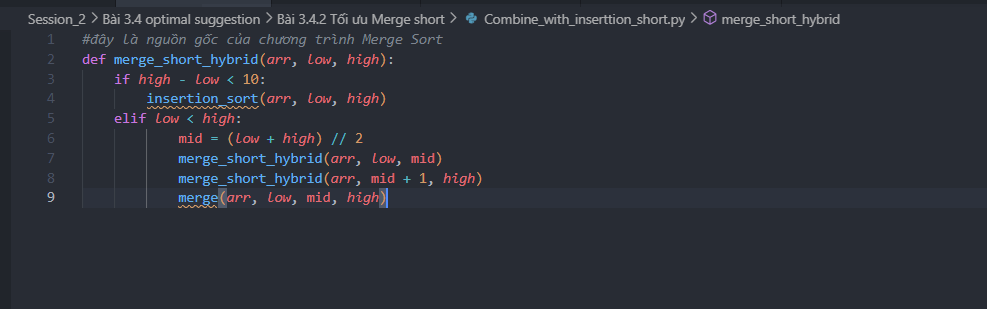 Session_2 > Bài 3.4 optimal suggestion > Bài 3.4.2 Tối ưu Merge short > Combine_with_inserttion_short.py > merge_short_hybrid
1 #đây là nguồn gốc của chương trình Merge Sort
2 def merge_short_hybrid(arr, low, high):
3     if high - low < 10:
4         insertion_sort(arr, low, high)
5     elif low < high:
6             mid = (low + high) // 2
7             merge_short_hybrid(arr, low, mid)
8             merge_short_hybrid(arr, mid + 1, high)
9             merge(arr, low, mid, high)